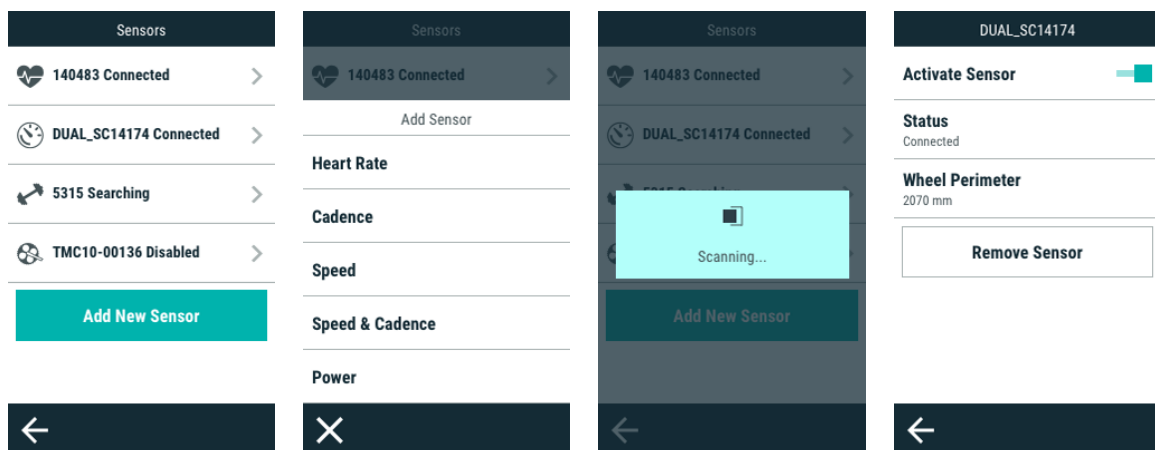 Sensors
140483 Connected
DUAL_SC14174 Connected
5315 Searching
TMC10-00136 Disabled
Add New Sensor
Sensors
140483 Connected
Add Sensor
Heart Rate
Cadence
Speed
Speed & Cadence
Power
Sensors
140483 Connected
DUAL_SC14174 Connected
Scanning...
Add New Sensor
DUAL_SC14174
Activate Sensor
Status
Connected
Wheel Perimeter
2070 mm
Remove Sensor